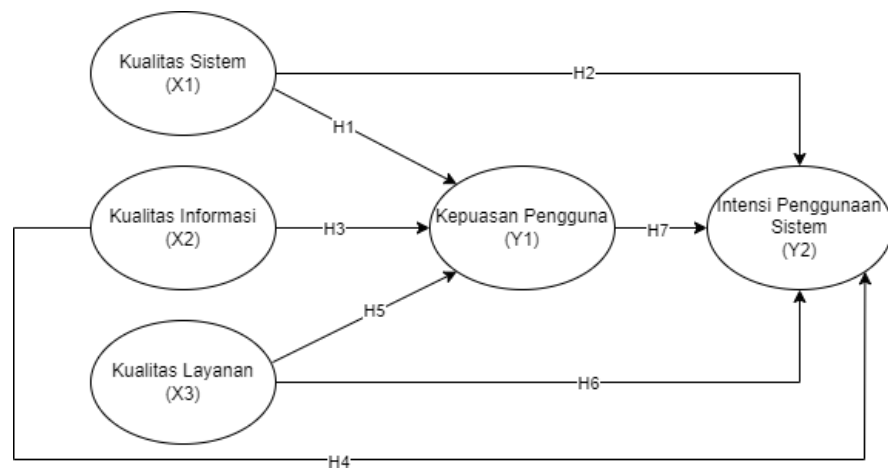 Kualitas Sistem
(X1)
H2
H1
Kualitas Informasi
(X2)
H3
Kepuasan Pengguna
(Y1)
H7
Intensi Penggunaan
Sistem
(Y2)
H5
Kualitas Layanan
(X3)
H6
H4